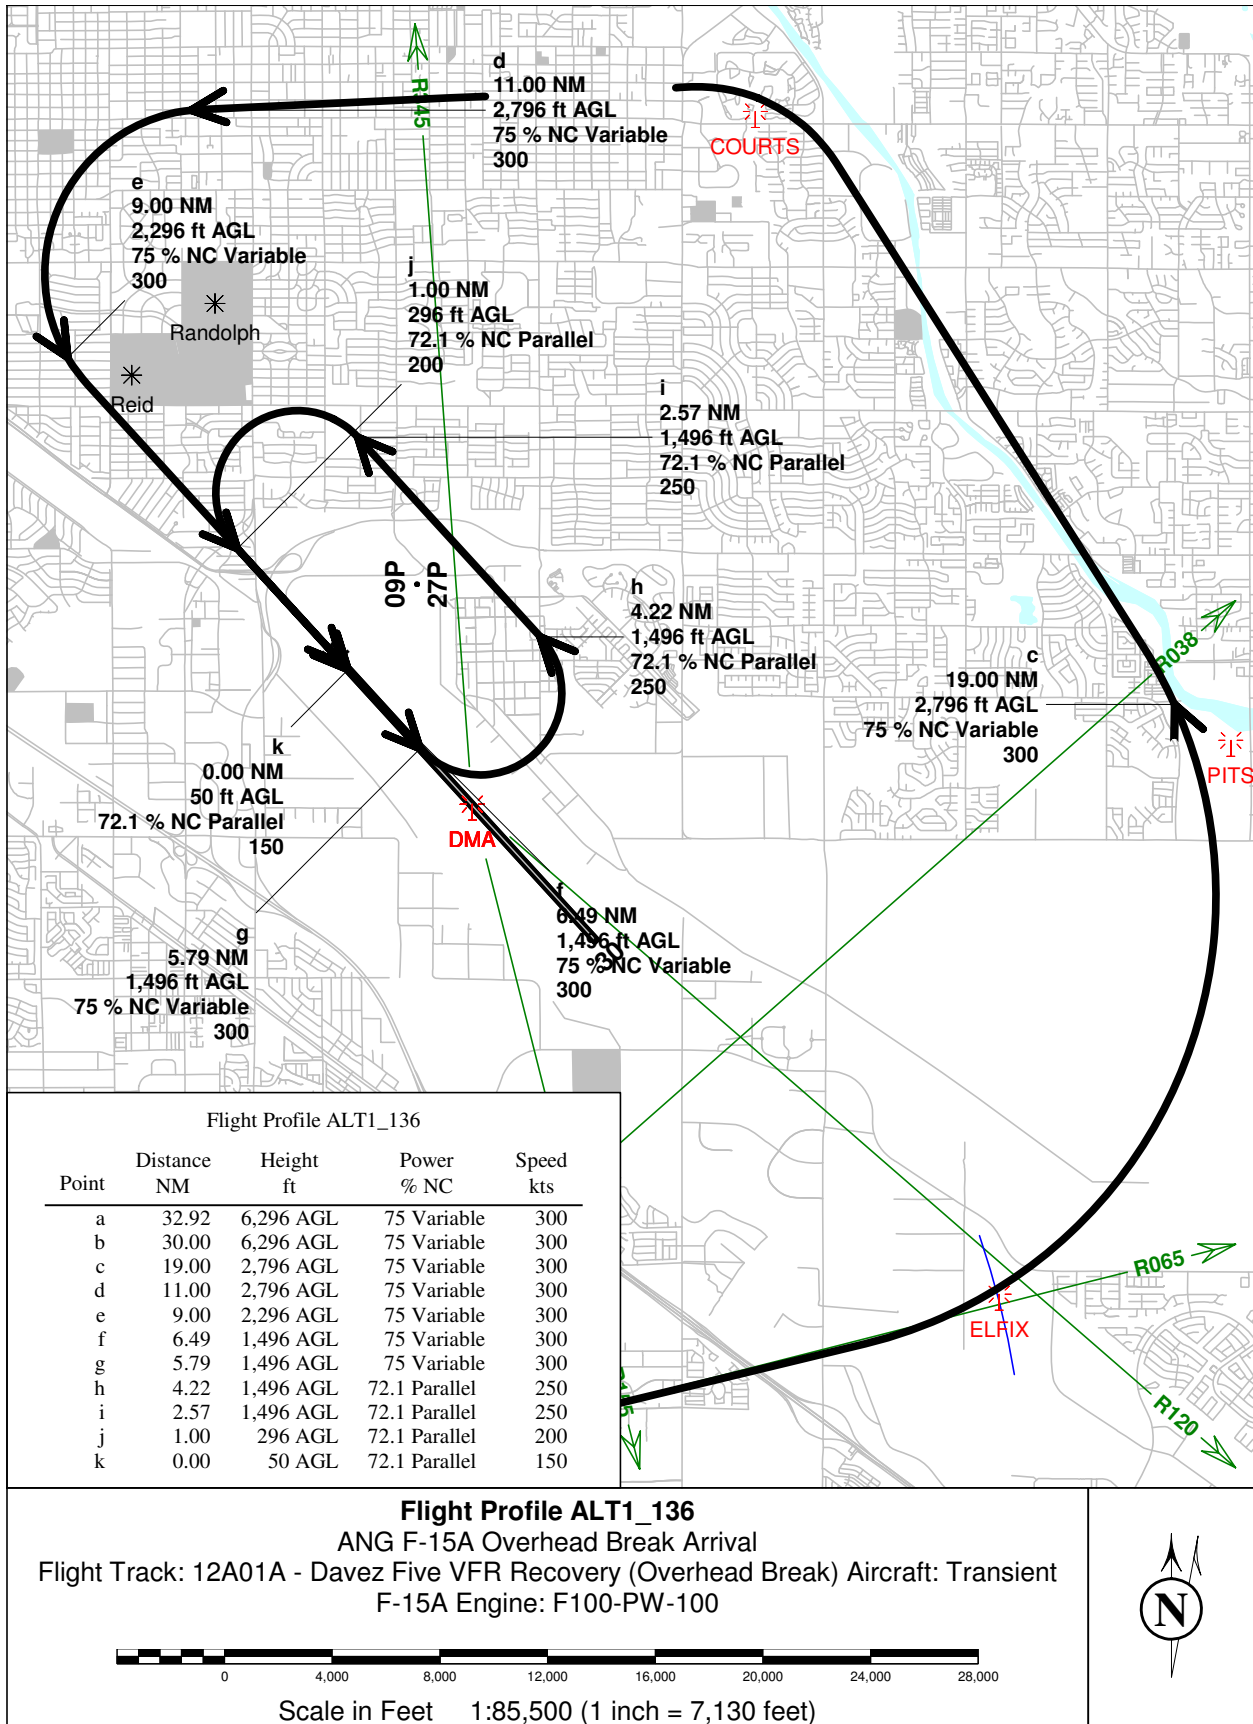 d
11.00 NM
2,796 ft AGL
75 % NC Variable
300
R345
COURTS
e
9.00 NM
2,296 ft AGL
75 % NC Variable
300
Randolph
Reid
j
1.00 NM
296 ft AGL
72.1 % NC Parallel
200
i
2.57 NM
1,496 ft AGL
72.1 % NC Parallel
250
09P
27P
h
4.22 NM
1,496 ft AGL
72.1 % NC Parallel
250
R038
c
19.00 NM
2,796 ft AGL
75 % NC Variable
300
PITS
k
0.00 NM
50 ft AGL
72.1 % NC Parallel
150
DMA
f
6.49 NM
1,496 ft AGL
75 % NC Variable
300
30
g
5.79 NM
1,496 ft AGL
75 % NC Variable
300
R065
ELFIX
R120
Flight Profile ALT1_136
Point Distance NM Height ft Power % NC Speed kts
a 32.92 6,296 AGL 75 Variable 300
b 30.00 6,296 AGL 75 Variable 300
c 19.00 2,796 AGL 75 Variable 300
d 11.00 2,796 AGL 75 Variable 300
e 9.00 2,296 AGL 75 Variable 300
f 6.49 1,496 AGL 75 Variable 300
g 5.79 1,496 AGL 75 Variable 300
h 4.22 1,496 AGL 72.1 Parallel 250
i 2.57 1,496 AGL 72.1 Parallel 250
j 1.00 296 AGL 72.1 Parallel 200
k 0.00 50 AGL 72.1 Parallel 150
Flight Profile ALT1_136
ANG F-15A Overhead Break Arrival
Flight Track: 12A01A - Davez Five VFR Recovery (Overhead Break) Aircraft: Transient
F-15A Engine: F100-PW-100
N
0 4,000 8,000 12,000 16,000 20,000 24,000 28,000
Scale in Feet 1:85,500 (1 inch = 7,130 feet)